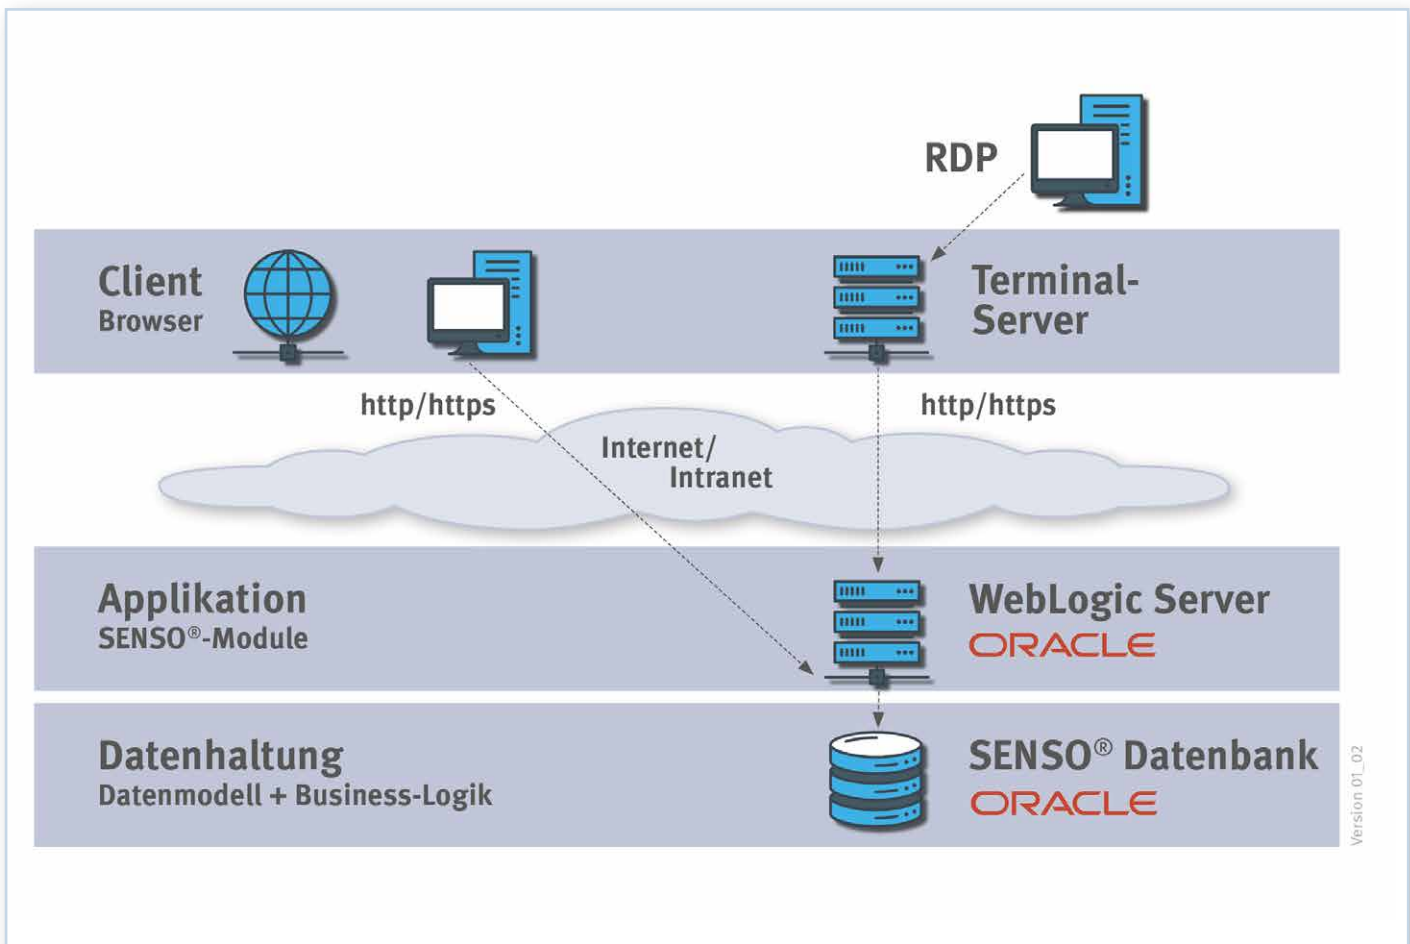 RDP
Client
Browser
Terminal-
Server
http/https
http/https
Internet/
Intranet
Applikation
SENSO®-Module
WebLogic Server
ORACLE
Datenhaltung
Datenmodell + Business-Logik
SENSO® Datenbank
ORACLE
Version 01_02